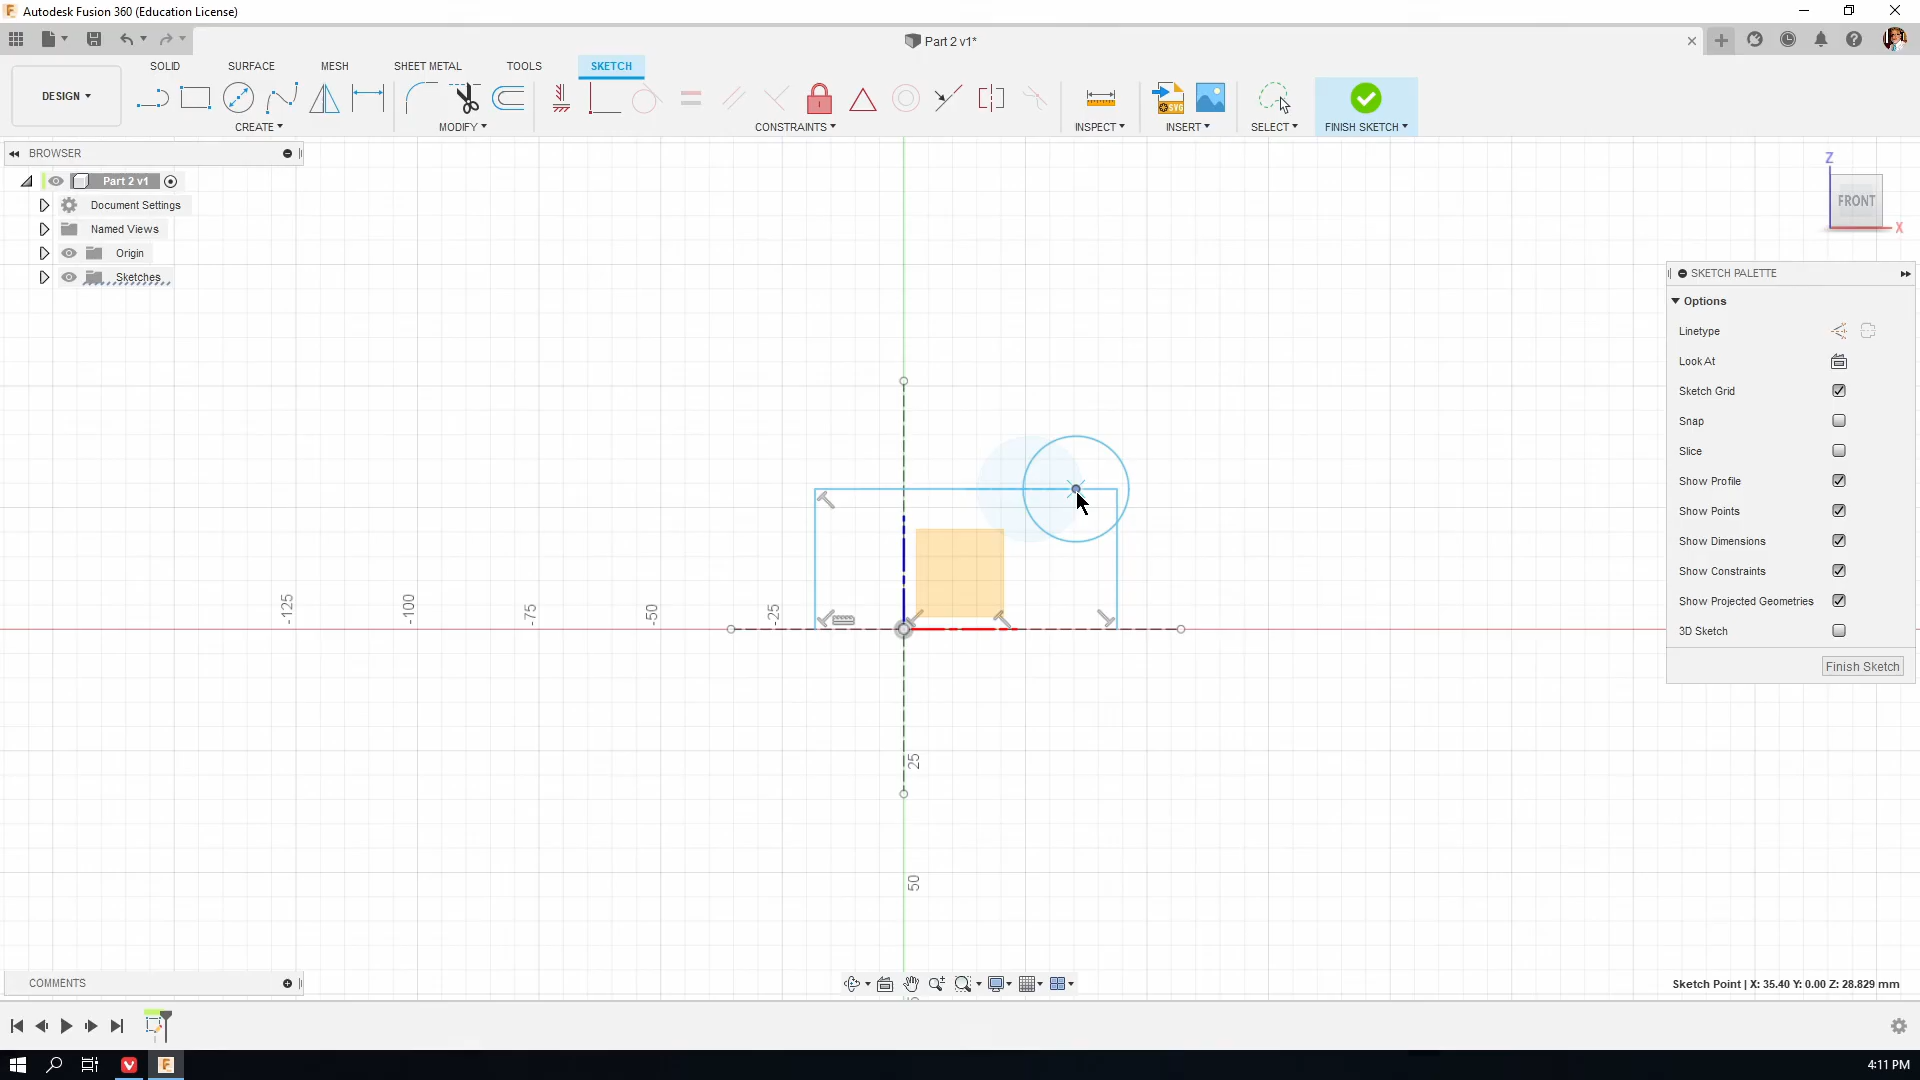 Autodesk Fusion 360 (Education License)
Part 2 v1*
SOLID SURFACE MESH SHEET METAL TOOLS SKETCH
DESIGN
SVG
CREATE MODIFY CONSTRAINTS INSPECT INSERT SELECT FINISH SKETCH
BROWSER
Part 2 v1
Document Settings
Named Views
Origin
Sketches
Z
FRONT
X
SKETCH PALETTE
Options
Linetype
Look At
Sketch Grid
Snap
Slice
Show Profile
Show Points
Show Dimensions
Show Constraints
Show Projected Geometries
3D Sketch
Finish Sketch
-125
-100
-75
-50
-25
25
50
COMMENTS
Sketch Point | X: 35.40 Y: 0.00 Z: 28.829 mm
4:11 PM